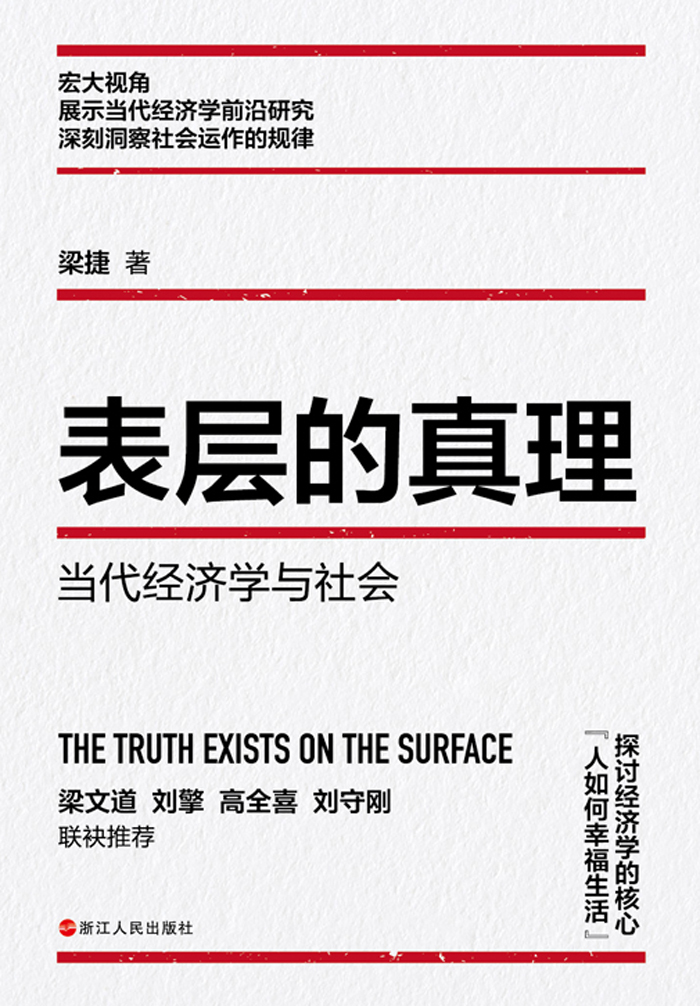 宏大视角
展示当代经济学前沿研究
深刻洞察社会运作的规律
梁捷 著
表层的真理
当代经济学与社会
THE TRUTH EXISTS ON THE SURFACE
梁文道 刘擎 高全喜 刘守刚
联袂推荐
探讨经济学的核心
『人如何幸福生活』
浙江人民出版社